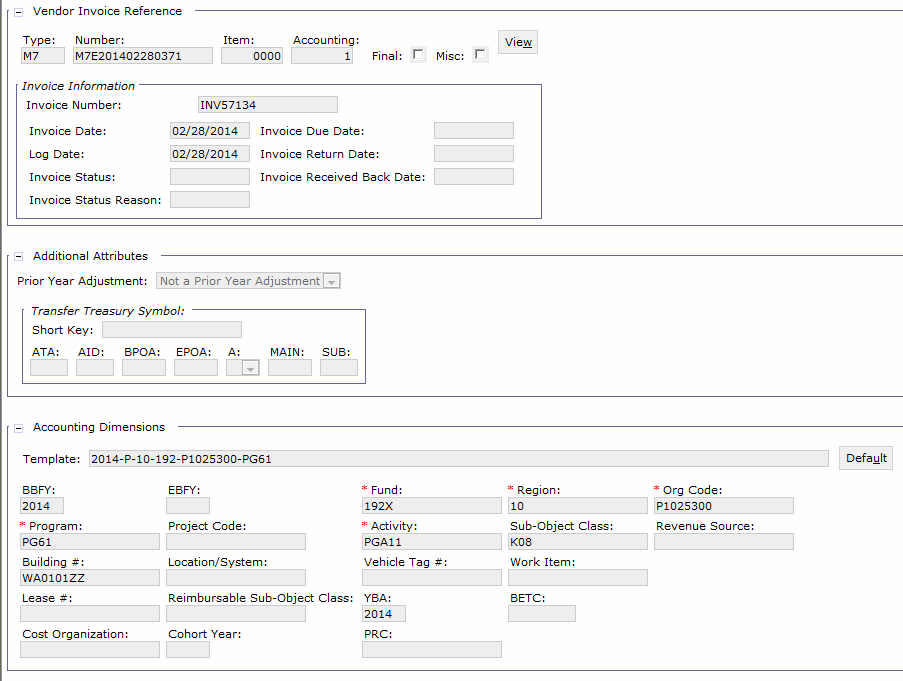 Vendor Invoice Reference
Type: Number: Item: Accounting:
M7 M7E201402280371 0000 1 Final: Misc: View
Invoice Information
Invoice Number: INV57134
Invoice Date: 02/28/2014 Invoice Due Date:
Log Date: 02/28/2014 Invoice Return Date:
Invoice Status: Invoice Received Back Date:
Invoice Status Reason:
Additional Attributes
Prior Year Adjustment: Not a Prior Year Adjustment
Transfer Treasury Symbol:
Short Key:
ATA: AID: BPOA: EPOA: A: MAIN: SUB:
Accounting Dimensions
Template: 2014-P-10-192-P1025300-PG61 Default
BBFY: EBFY: * Fund: * Region: * Org Code:
2014 192X 10 P1025300
* Program: Project Code: * Activity: Sub-Object Class: Revenue Source:
PG61 PGA11 K08
Building #: Location/System: Vehicle Tag #: Work Item:
WA0101ZZ
Lease #: Reimbursable Sub-Object Class: YBA: BETC:
2014
Cost Organization: Cohort Year: PRC: